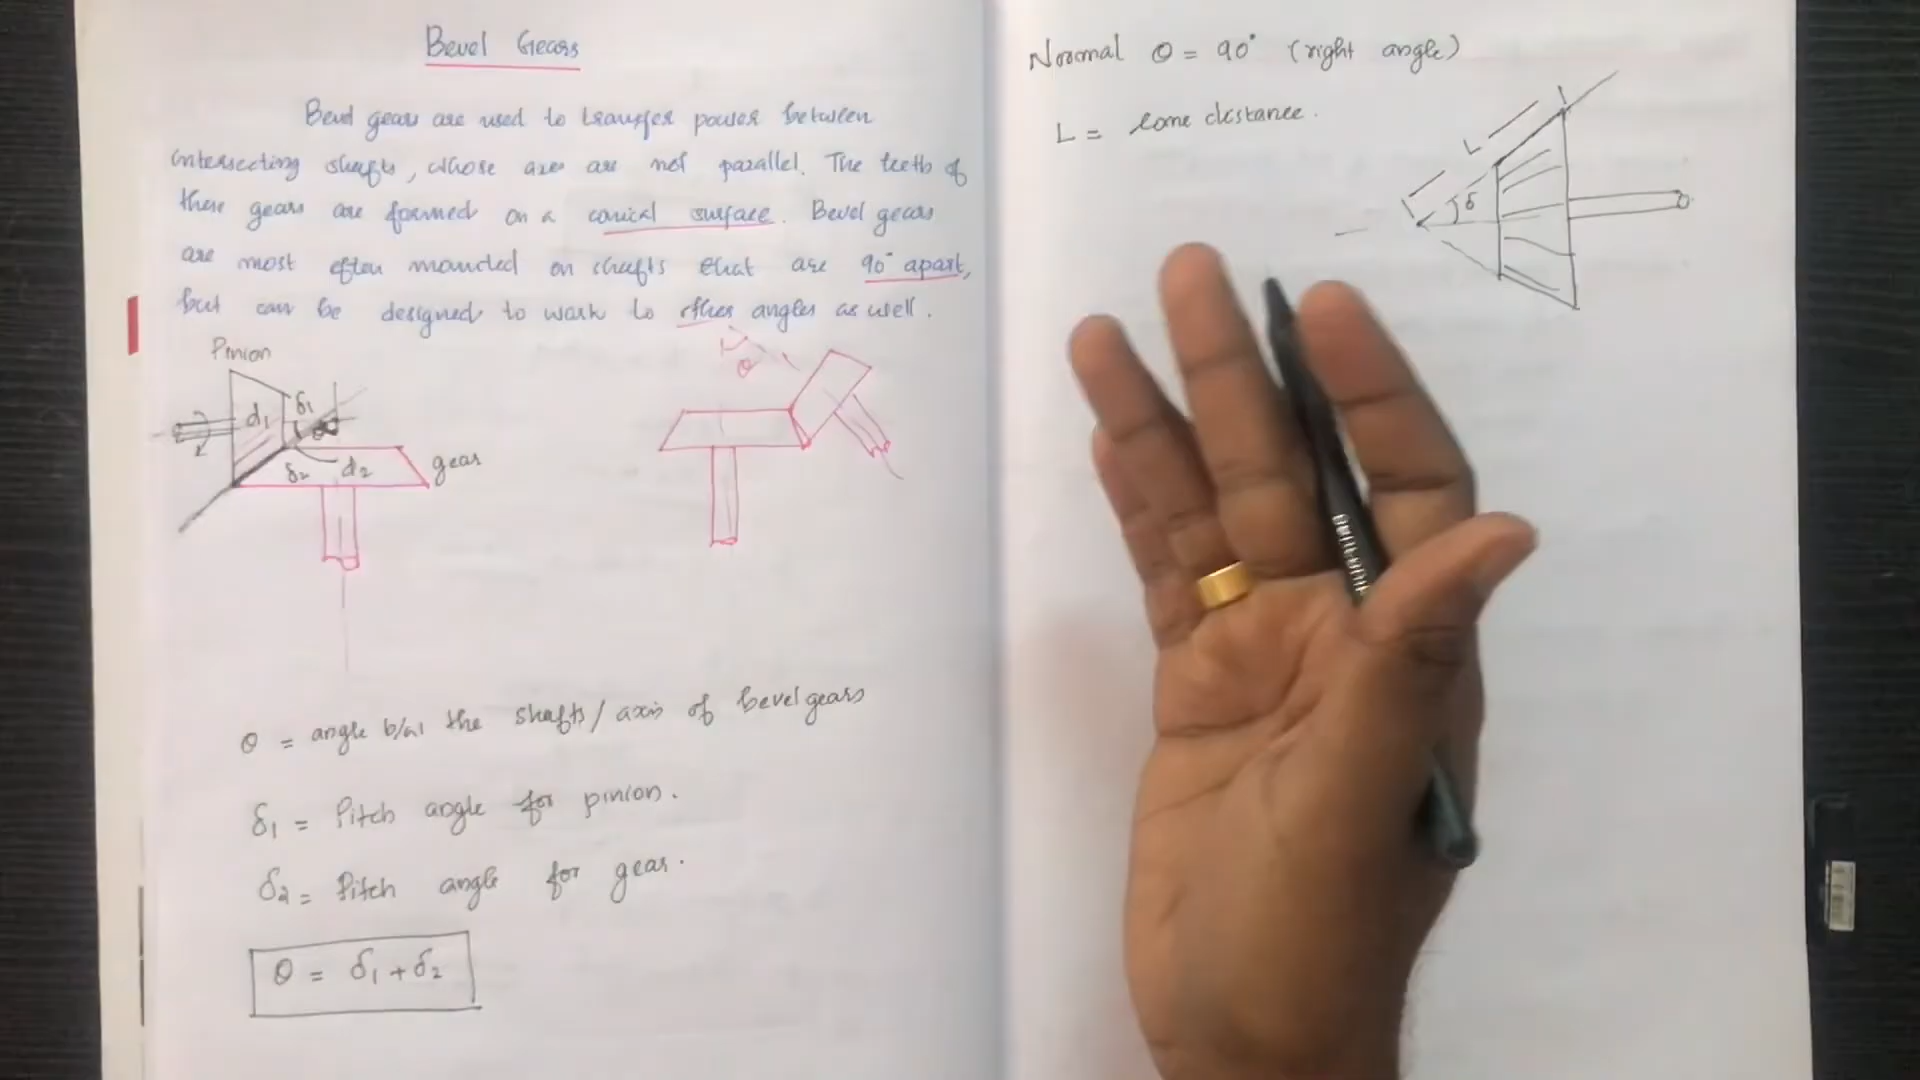 Bevel Gears
Bevel gears are used to transfer power between
intersecting shafts, whose axes are not parallel. The teeth of
these gears are formed on a conical surface. Bevel gears
are most often mounted on shafts that are 90° apart,
but can be designed to work to other angles as well.
Pinion
d1
δ1
δ2
d2
gear
θ
θ = angle b/w the shafts / axis of bevel gears
δ1 = Pitch angle for pinion.
δ2 = Pitch angle for gear.
θ = δ1 + δ2
Normal θ = 90° (right angle)
L = cone distance.
L
δ